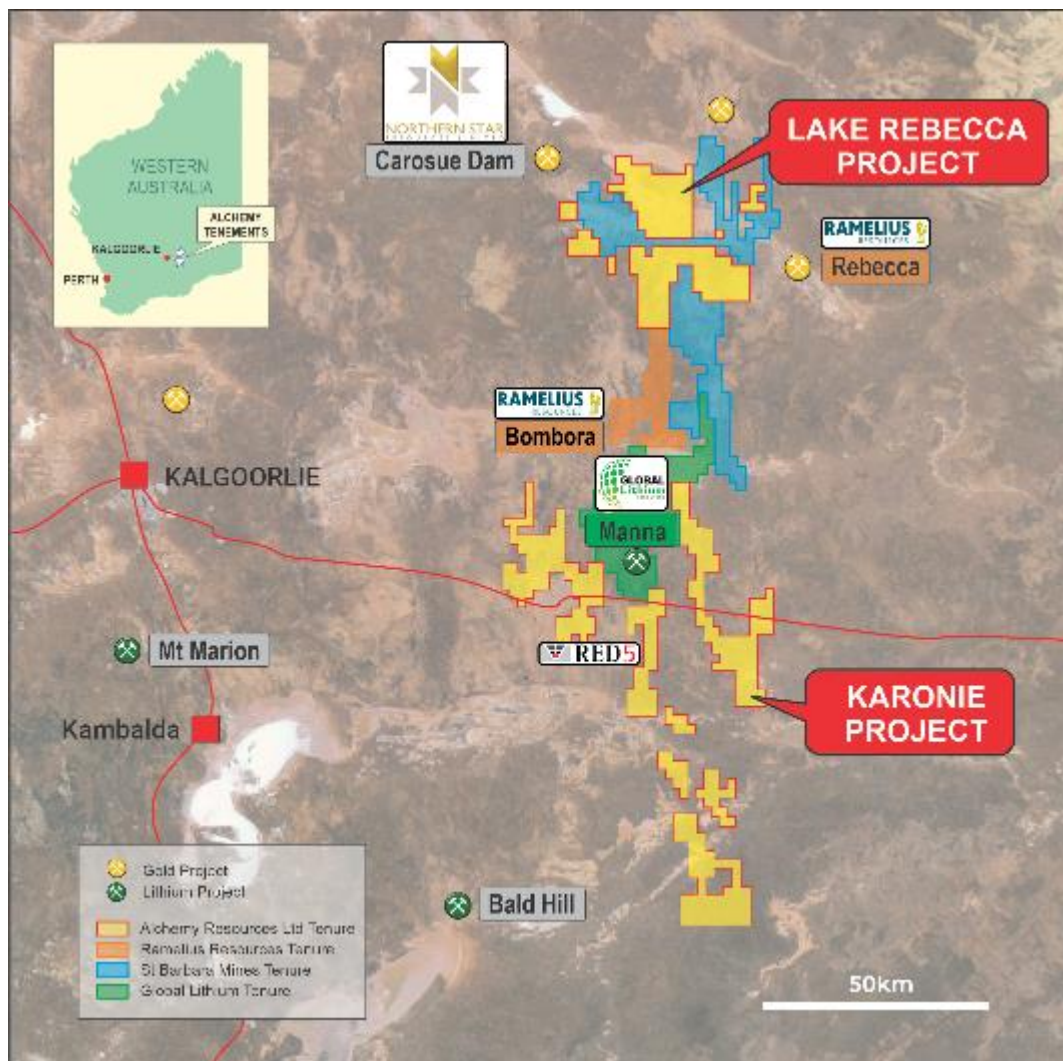 WESTERN
AUSTRALIA
ALCHEMY
TENEMENTS
KALGOORLIE
PERTH
NORTHERN STAR
Carosue Dam
LAKE REBECCA
PROJECT
RAMELIUS
RESOURCES
Rebecca
RAMELIUS
RESOURCES
Bombora
KALGOORLIE
GLOBAL
Lithium
Manna
Mt Marion
RED5
Kambalda
KARONIE
PROJECT
Bald Hill
Gold Project
Lithium Project
Alchemy Resources Ltd Tenure
Ramelius Resources Tenure
St Barbara Mines Tenure
Global Lithium Tenure
50km